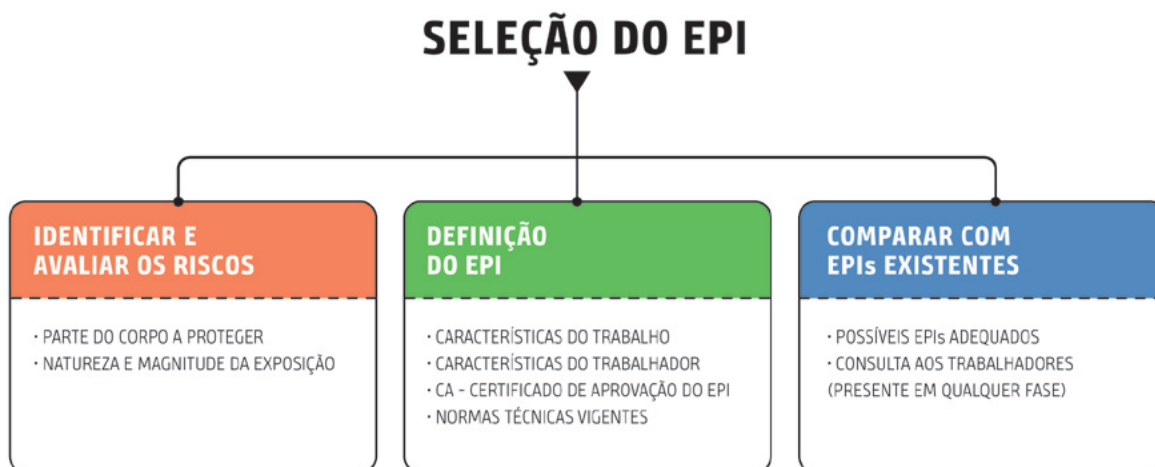 SELEÇÃO DO EPI
IDENTIFICAR E
AVALIAR OS RISCOS
· PARTE DO CORPO A PROTEGER
· NATUREZA E MAGNITUDE DA EXPOSIÇÃO
DEFINIÇÃO
DO EPI
· CARACTERÍSTICAS DO TRABALHO
· CARACTERÍSTICAS DO TRABALHADOR
· CA - CERTIFICADO DE APROVAÇÃO DO EPI
· NORMAS TÉCNICAS VIGENTES
COMPARAR COM
EPIs EXISTENTES
· POSSÍVEIS EPIs ADEQUADOS
· CONSULTA AOS TRABALHADORES
(PRESENTE EM QUALQUER FASE)